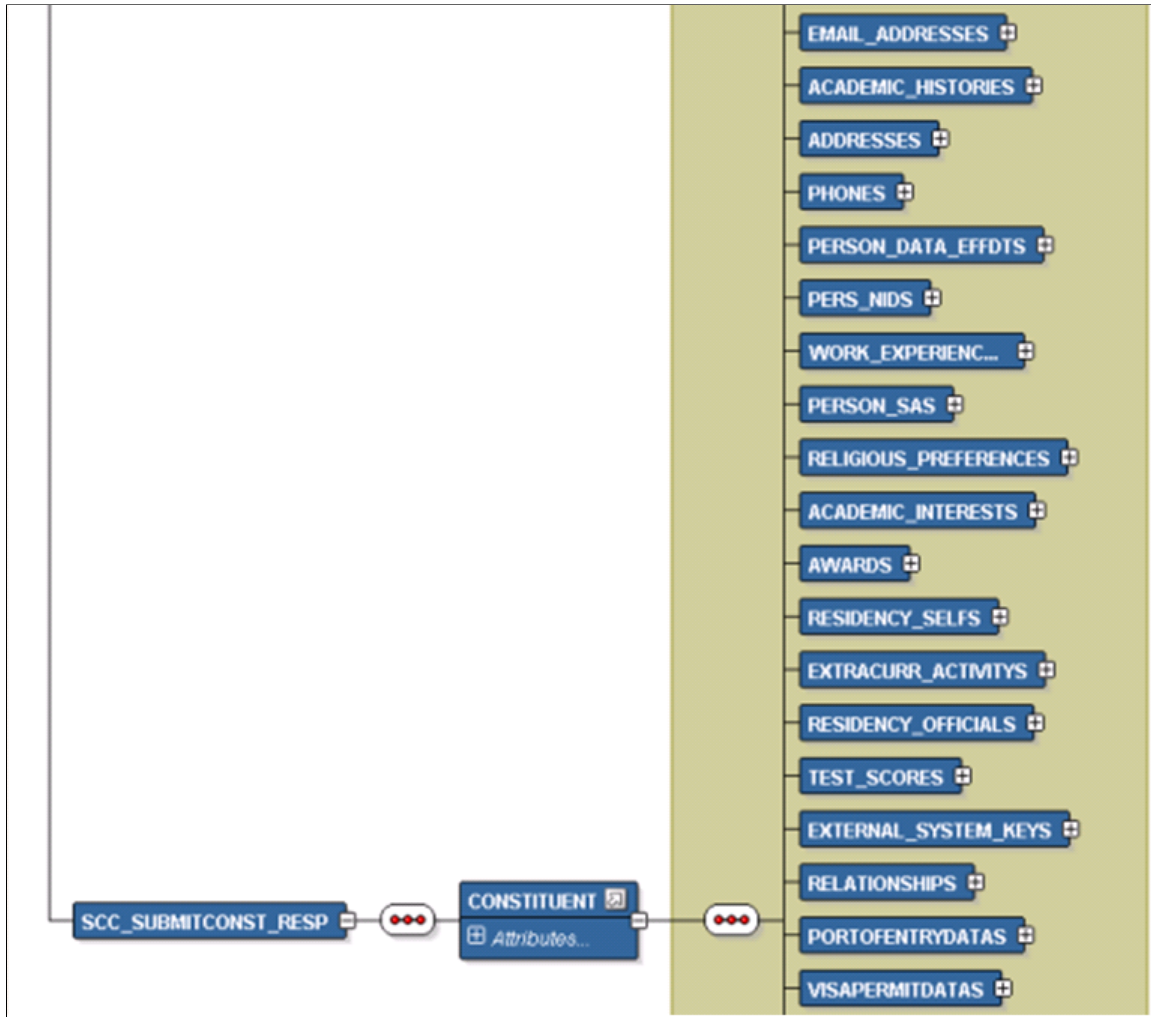 EMAIL_ADDRESSES
ACADEMIC_HISTORIES
ADDRESSES
PHONES
PERSON_DATA_EFFDTS
PERS_NIDS
WORK_EXPERIENC...
PERSON_SAS
RELIGIOUS_PREFERENCES
ACADEMIC_INTERESTS
AWARDS
RESIDENCY_SELFS
EXTRACURR_ACTIVITYS
RESIDENCY_OFFICIALS
TEST_SCORES
EXTERNAL_SYSTEM_KEYS
RELATIONSHIPS
SCC_SUBMITCONST_RESP
CONSTITUENT
Attributes...
PORTOFENTRYDATAS
VISAPERMITDATAS